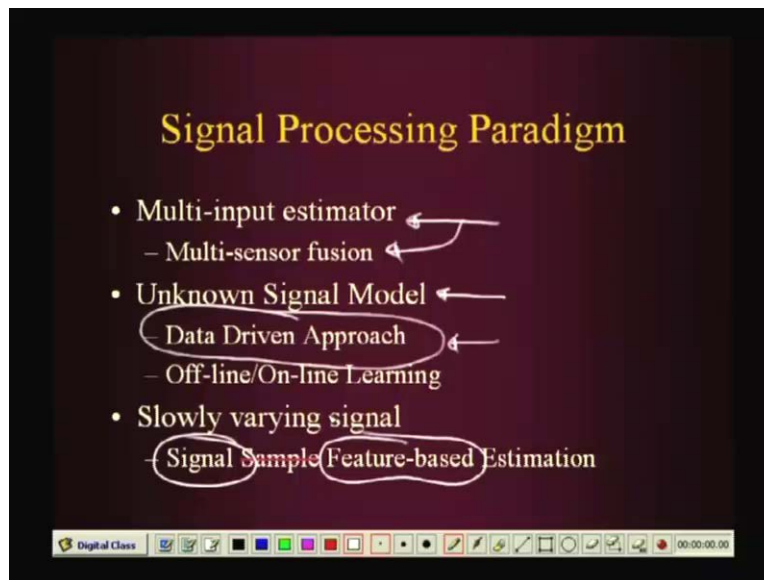 Signal Processing Paradigm
• Multi-input estimator
– Multi-sensor fusion
• Unknown Signal Model
– Data Driven Approach
– Off-line/On-line Learning
• Slowly varying signal
– Signal Sample Feature-based Estimation
Digital Class 00:00:00.00